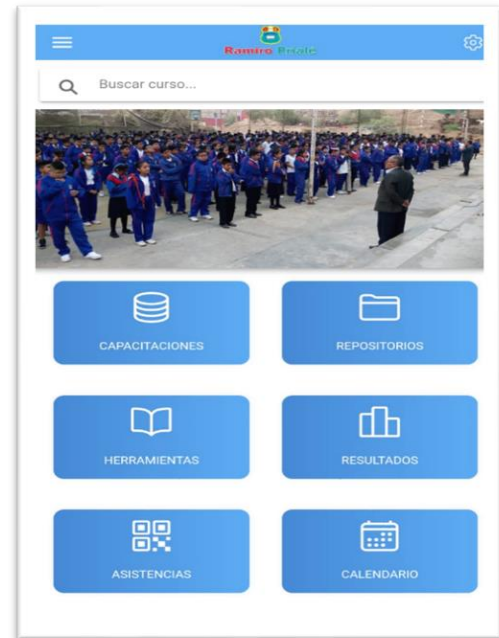 Ramiro Prialé
Buscar curso...
CAPACITACIONES
REPOSITORIOS
HERRAMIENTAS
RESULTADOS
ASISTENCIAS
CALENDARIO